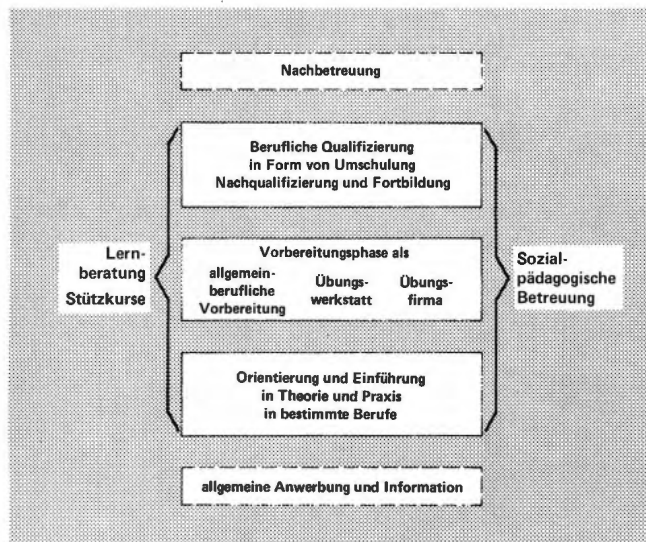 Nachbetreuung
Berufliche Qualifizierung
in Form von Umschulung
Nachqualifizierung und Fortbildung
Lern-
beratung
Stützkurse
Vorbereitungsphase als
allgemein-
berufliche
Vorbereitung
Übungs-
werkstatt
Übungs-
firma
Sozial-
pädagogische
Betreuung
Orientierung und Einführung
in Theorie und Praxis
in bestimmte Berufe
allgemeine Anwerbung und Information